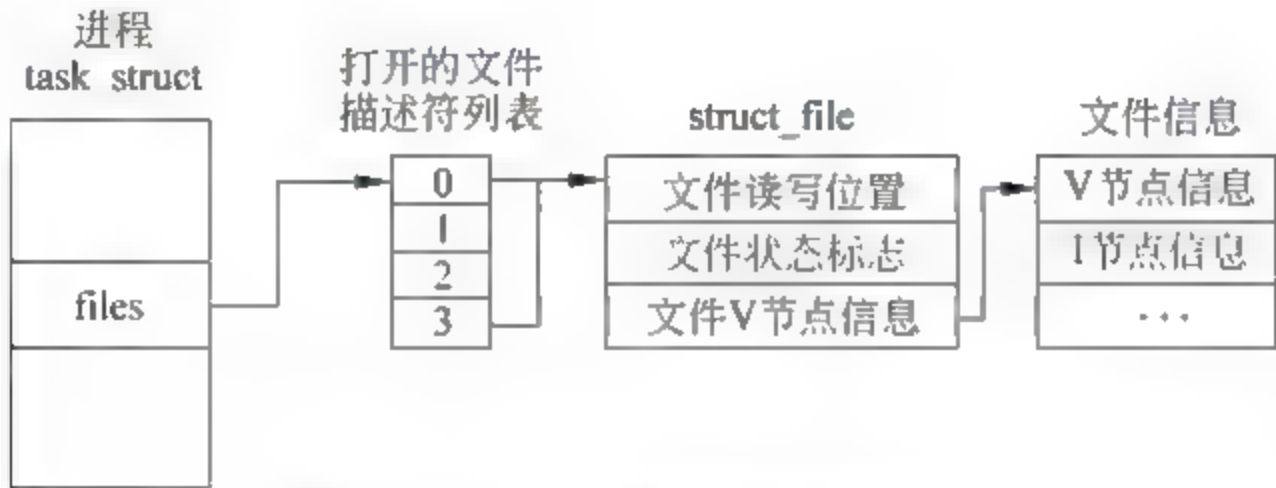 进程
task struct
files
打开的文件
描述符列表
0
1
2
3
struct_file
文件读写位置
文件状态标志
文件V节点信息
文件信息
V节点信息
I节点信息
...